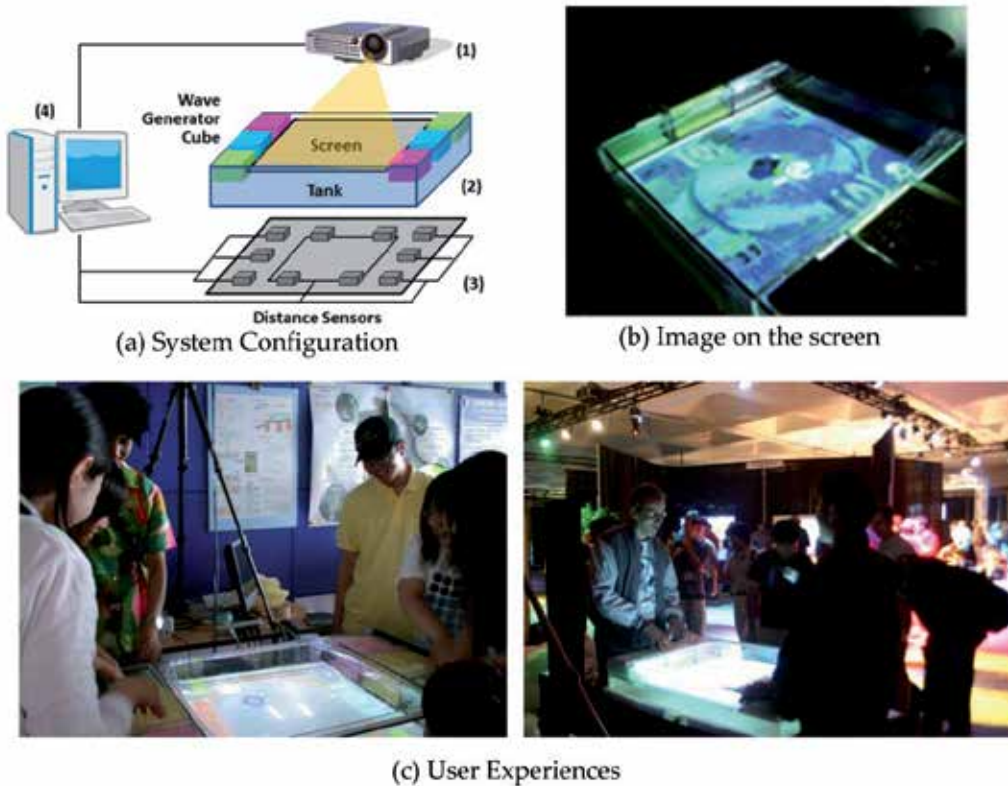 (1)
(4)
Wave
Generator
Cube
Screen
(2)
Tank
(3)
Distance Sensors
(a) System Configuration
(b) Image on the screen
(c) User Experiences